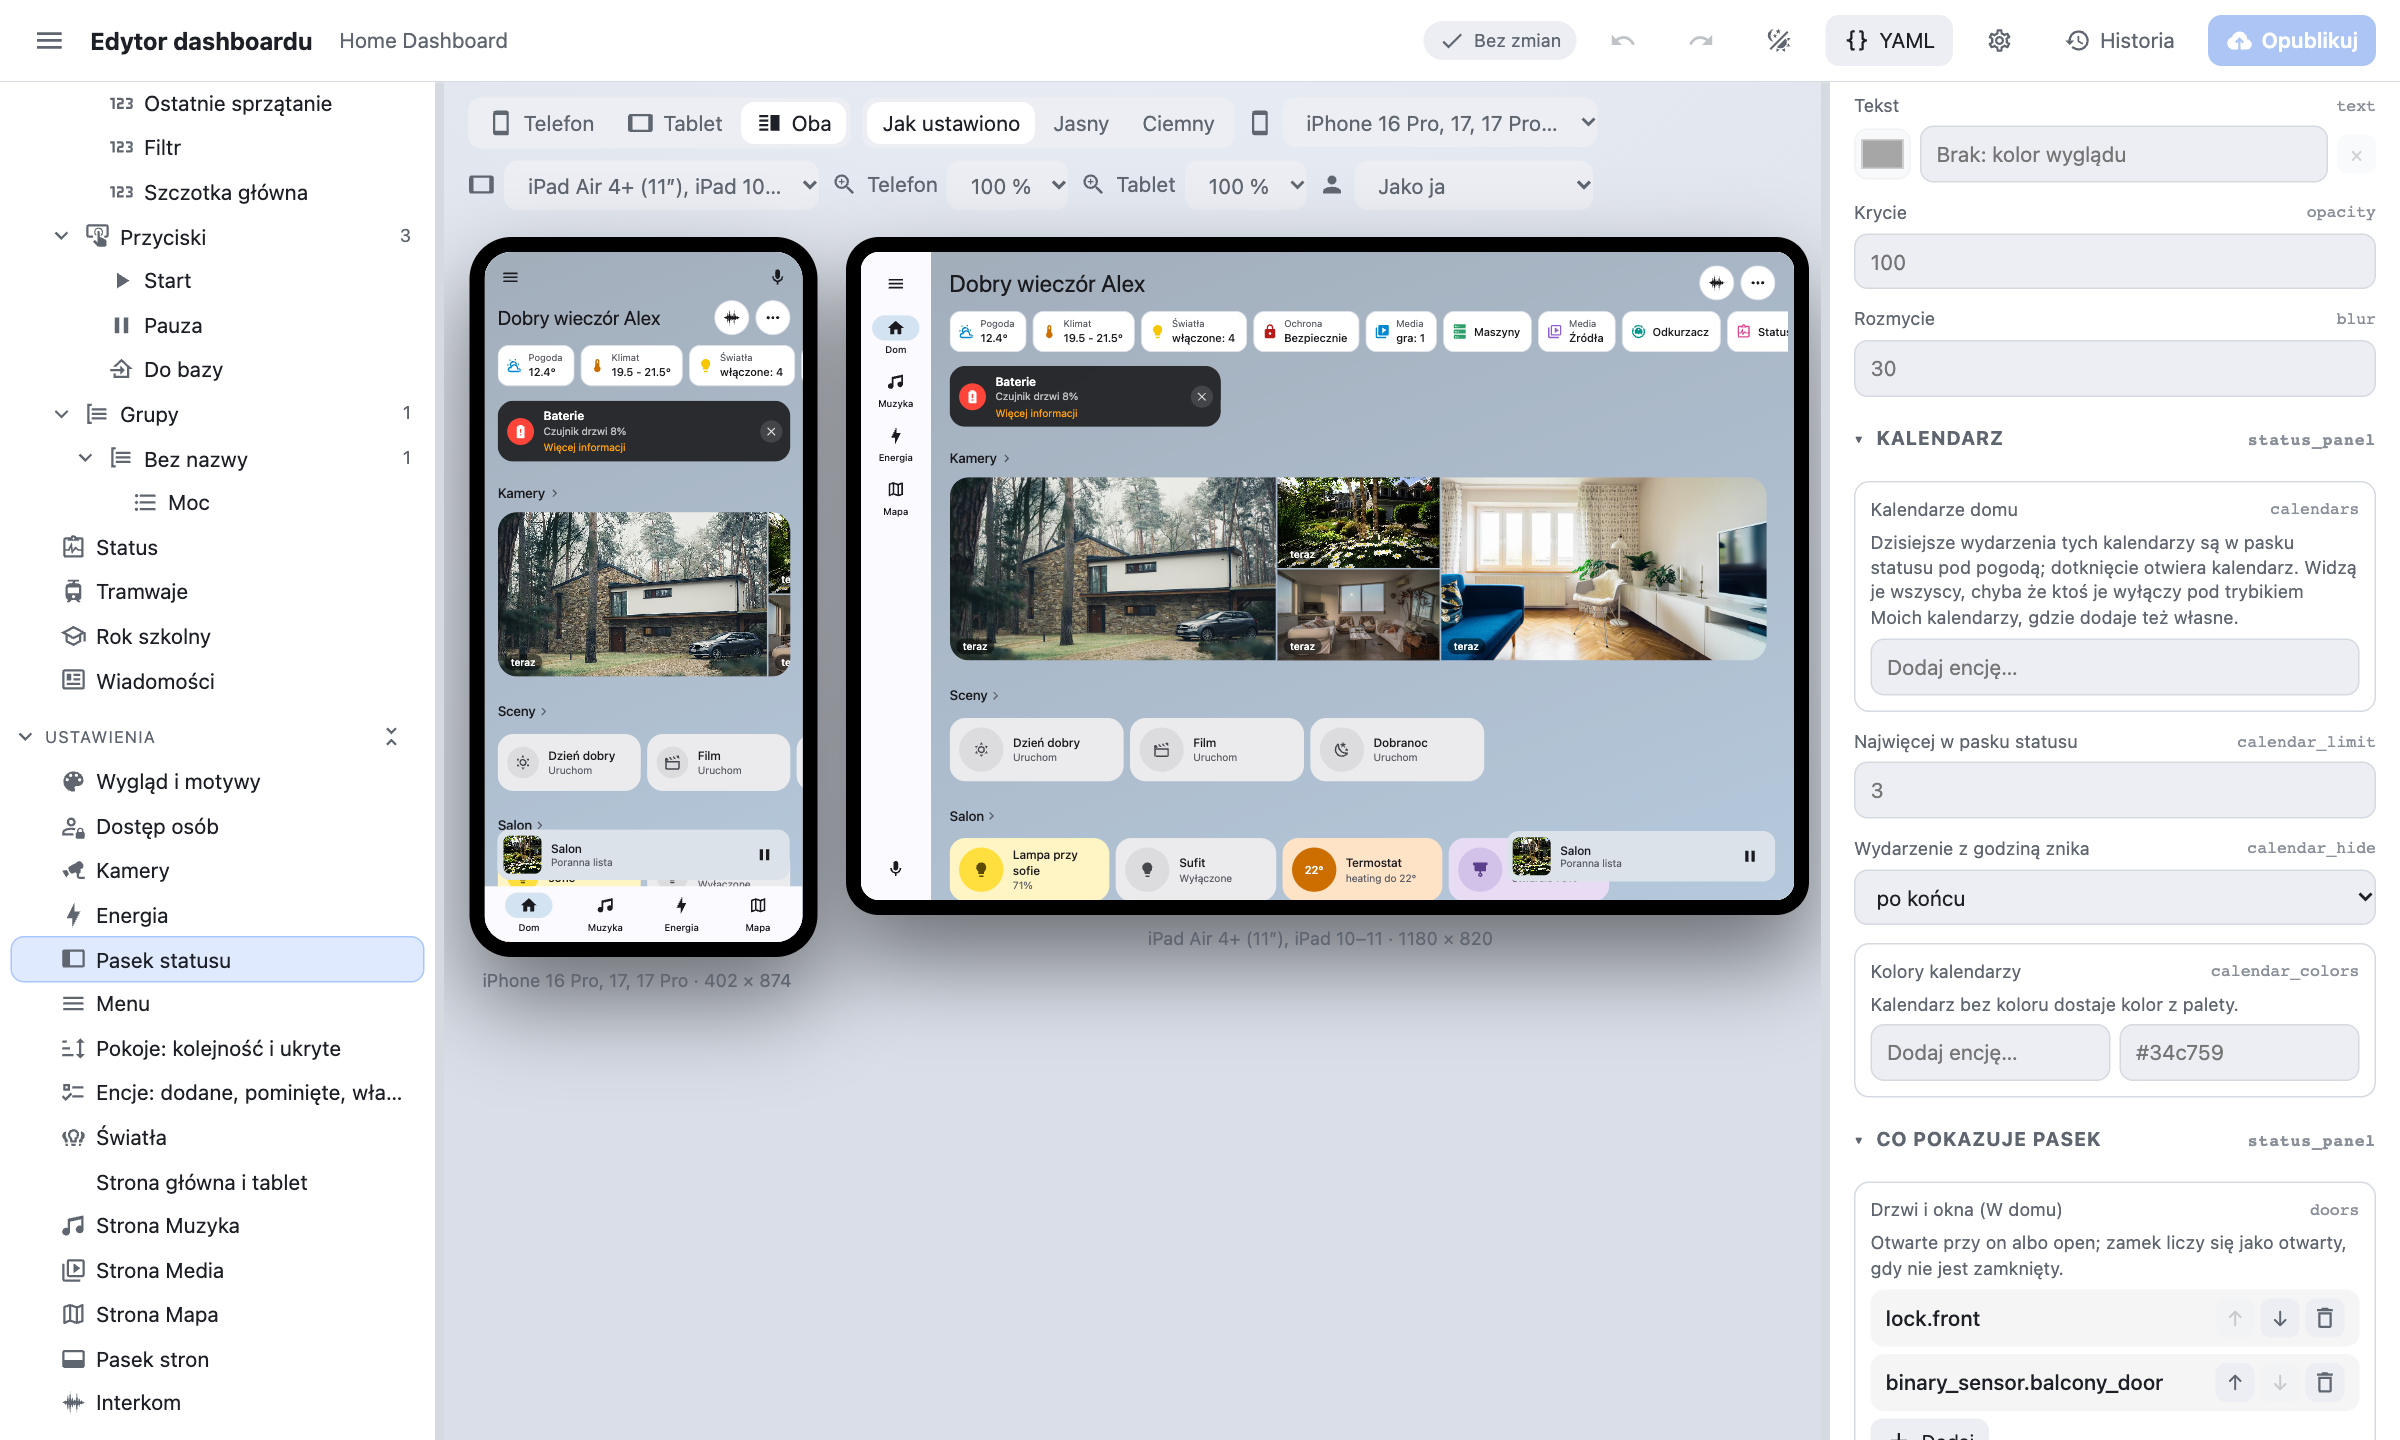 Edytor dashboardu
Home Dashboard
Bez zmian
YAML
Historia
Opublikuj
123 Ostatnie sprzątanie
123 Filtr
123 Szczotka główna
Przyciski 3
Start
Pauza
Do bazy
Grupy 1
Bez nazwy 1
Moc
Status
Tramwaje
Rok szkolny
Wiadomości
USTAWIENIA
Wygląd i motywy
Dostęp osób
Kamery
Energia
Pasek statusu
Menu
Pokoje: kolejność i ukryte
Encje: dodane, pominięte, wła...
Światła
Strona główna i tablet
Strona Muzyka
Strona Media
Strona Mapa
Pasek stron
Interkom
Telefon Tablet Oba
Jak ustawiono Jasny Ciemny
iPhone 16 Pro, 17, 17 Pro...
iPad Air 4+ (11″), iPad 10...
Telefon 100 %
Tablet 100 %
Jako ja
Dobry wieczór Alex
Pogoda
12.4°
Klimat
19.5 - 21.5°
Światła
włączone: 4
Baterie
Czujnik drzwi 8%
Więcej informacji
Kamery
teraz
te
te
Sceny
Dzień dobry
Uruchom
Film
Uruchom
Salon
Salon
Poranna lista
sofie
Wyłączone
Dom
Muzyka
Energia
Mapa
iPhone 16 Pro, 17, 17 Pro · 402 × 874
Dom
Muzyka
Energia
Mapa
Dobry wieczór Alex
Pogoda
12.4°
Klimat
19.5 - 21.5°
Światła
włączone: 4
Ochrona
Bezpiecznie
Media
gra: 1
Maszyny
Media
Źródła
Odkurzacz
Status
Baterie
Czujnik drzwi 8%
Więcej informacji
Kamery
teraz
teraz
teraz
teraz
Sceny
Dzień dobry
Uruchom
Film
Uruchom
Dobranoc
Uruchom
Salon
Lampa przy
sofie
71%
Sufit
Wyłączone
22°
Termostat
heating do 22°
Salon
Poranna lista
iPad Air 4+ (11″), iPad 10–11 · 1180 × 820
Tekst text
Brak: kolor wyglądu
Krycie opacity
100
Rozmycie blur
30
KALENDARZ status_panel
Kalendarze domu calendars
Dzisiejsze wydarzenia tych kalendarzy są w pasku
statusu pod pogodą; dotknięcie otwiera kalendarz. Widzą
je wszyscy, chyba że ktoś je wyłączy pod trybikiem
Moich kalendarzy, gdzie dodaje też własne.
Dodaj encję...
Najwięcej w pasku statusu calendar_limit
3
Wydarzenie z godziną znika calendar_hide
po końcu
Kolory kalendarzy calendar_colors
Kalendarz bez koloru dostaje kolor z palety.
Dodaj encję... #34c759
CO POKAZUJE PASEK status_panel
Drzwi i okna (W domu) doors
Otwarte przy on albo open; zamek liczy się jako otwarty,
gdy nie jest zamknięty.
lock.front
binary_sensor.balcony_door
Dodaj